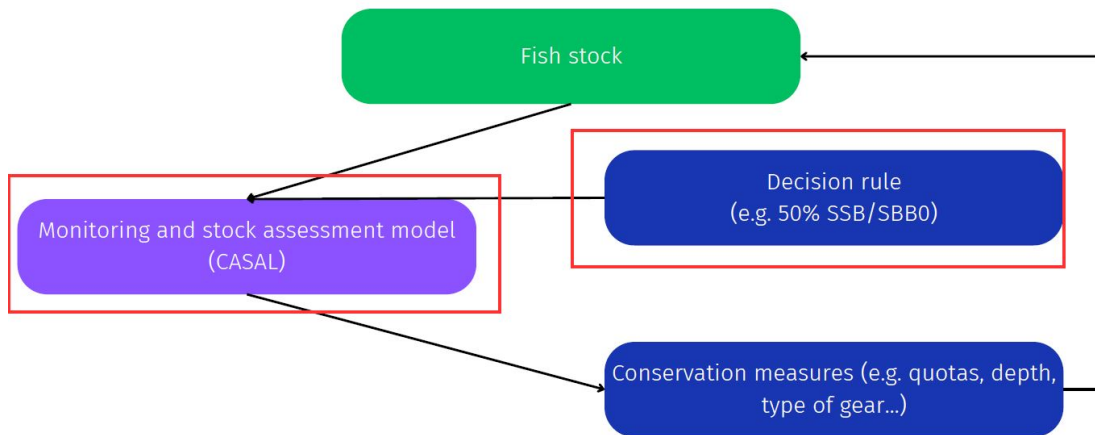 Fish stock
Decision rule
(e.g. 50% SSB/SBB0)
Monitoring and stock assessment model
(CASAL)
Conservation measures (e.g. quotas, depth,
type of gear...)